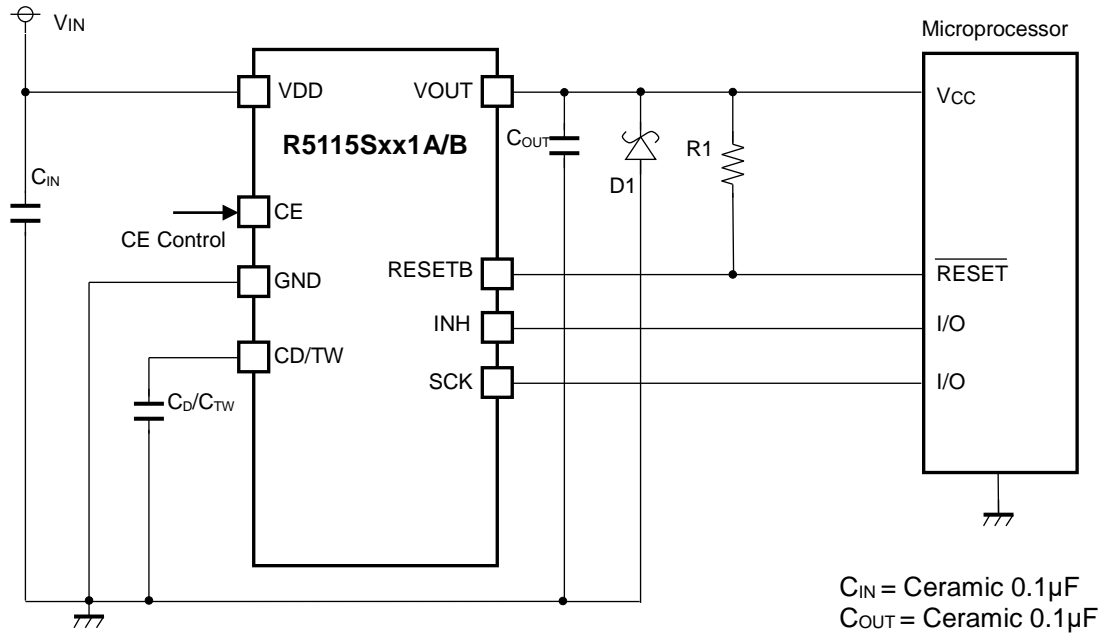 VIN
Microprocessor
VDD
VOUT
VCC
R5115Sxx1A/B
COUT
R1
CIN
D1
CE
CE Control
RESETB
RESET
GND
INH
I/O
CD/TW
SCK
I/O
CD/CTW
CIN = Ceramic 0.1µF
COUT = Ceramic 0.1µF